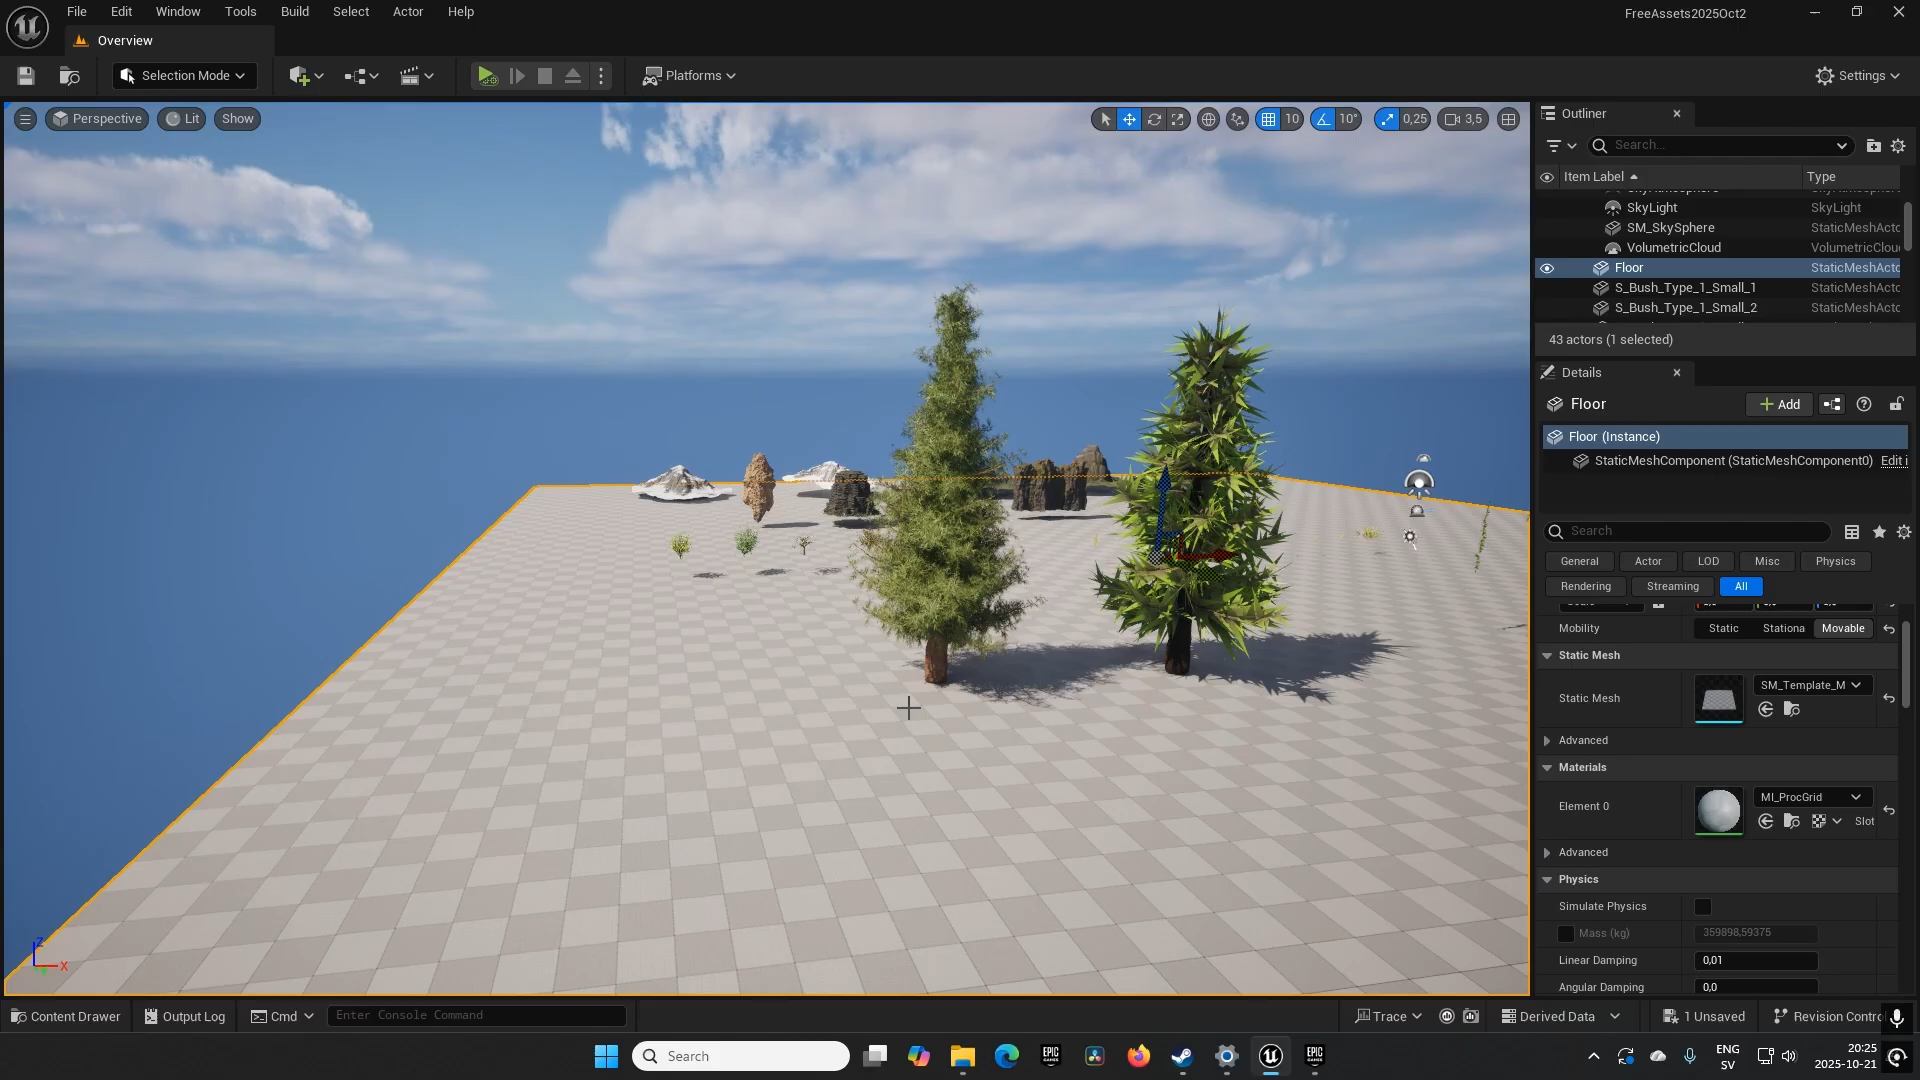 File Edit Window Tools Build Select Actor Help
FreeAssets2025Oct2
Overview
Selection Mode
Platforms
Settings
Perspective
Lit
Show
10
10°
0,25
3,5
Outliner
Search...
Item Label
Type
SkyLight SkyLight
SM_SkySphere StaticMeshActo
VolumetricCloud VolumetricClou
Floor StaticMeshActo
S_Bush_Type_1_Small_1 StaticMeshActo
S_Bush_Type_1_Small_2 StaticMeshActo
43 actors (1 selected)
Details
Floor
Add
Floor (Instance)
StaticMeshComponent (StaticMeshComponent0) Edit i
Search
General Actor LOD Misc Physics
Rendering Streaming All
Mobility Static Stationa Movable
Static Mesh
Static Mesh SM_Template_M
Advanced
Materials
Element 0 MI_ProcGrid
Slot
Advanced
Physics
Simulate Physics
Mass (kg) 359898,59375
Linear Damping 0,01
Angular Damping 0,0
Z
X
Content Drawer
Output Log
Cmd
Enter Console Command
Trace
Derived Data
1 Unsaved
Revision Contro
Search
EPIC GAMES
EPIC GAMES
ENG
SV
20:25
2025-10-21